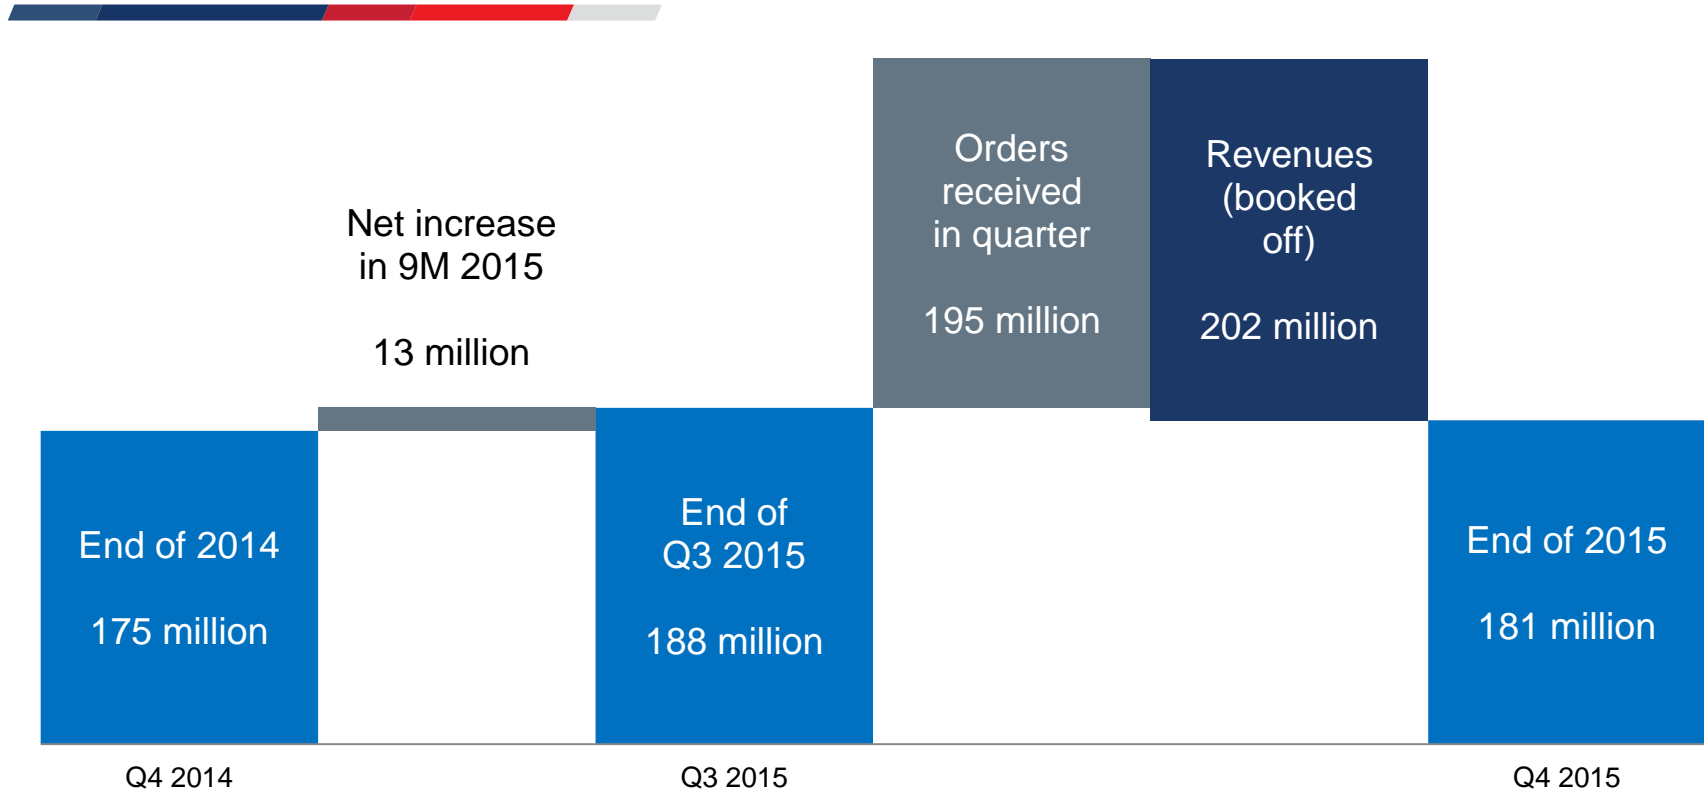 Net increase
in 9M 2015
13 million
Orders
received
in quarter
195 million
Revenues
(booked
off)
202 million
End of 2014
175 million
End of
Q3 2015
188 million
End of 2015
181 million
Q4 2014
Q3 2015
Q4 2015